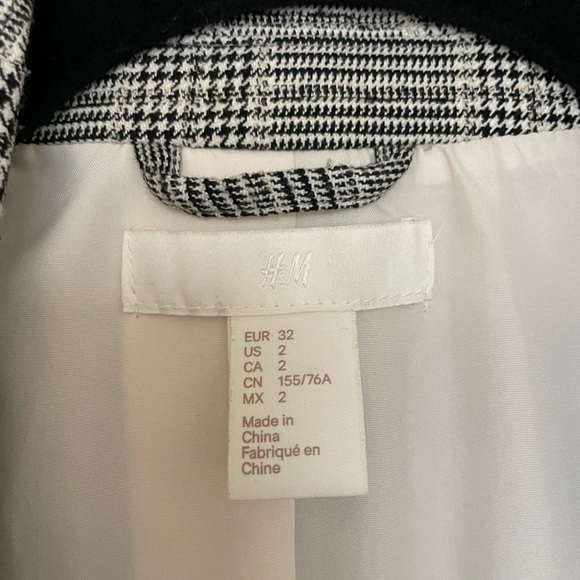 H&M
EUR 32
US 2
CA 2
CN 155/76A
MX 2
Made in
China
Fabriqué en
Chine